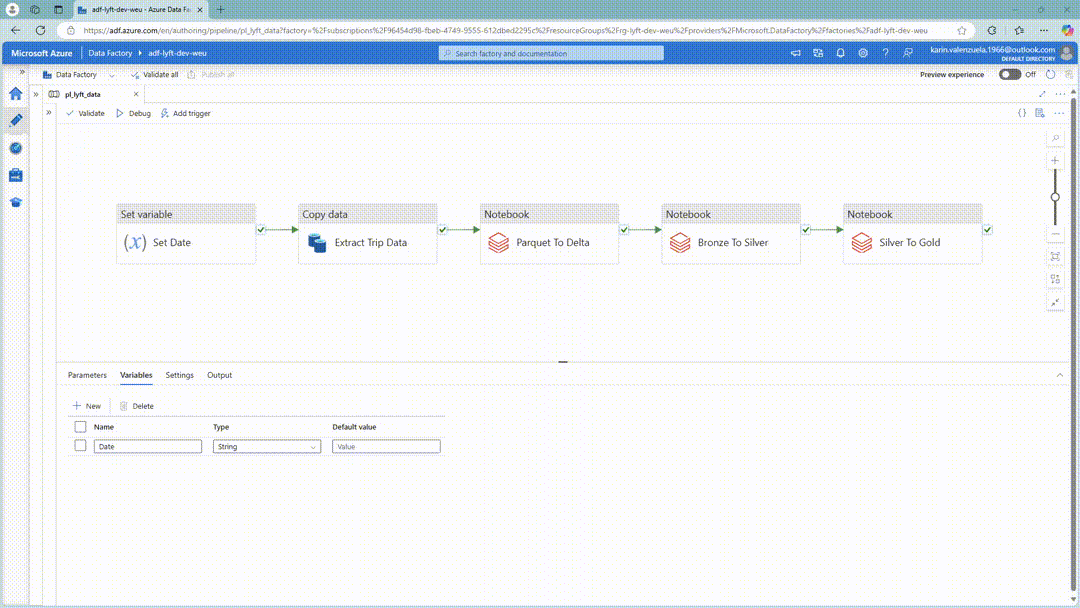 adf-lyft-dev-weu - Azure Data Fa
https://adf.azure.com/en/authoring/pipeline/pl_lyft_data?factory=%2Fsubscriptions%2F96454d98-fbeb-4749-9555-612dbed2295c%2FresourceGroups%2Frg-lyft-dev-weu%2Fproviders%2FMicrosoft.DataFactory%2Ffactories%2Fadf-lyft-dev-weu
Microsoft Azure Data Factory adf-lyft-dev-weu Search factory and documentation karin.valenzuela.1966@outlook.com
DEFAULT DIRECTORY
Data Factory Validate all Publish all Preview experience Off
pl_lyft_data
Validate Debug Add trigger
Set variable Copy data Notebook Notebook Notebook
(x) Set Date Extract Trip Data Parquet To Delta Bronze To Silver Silver To Gold
Parameters Variables Settings Output
New Delete
Name Type Default value
Date String Value